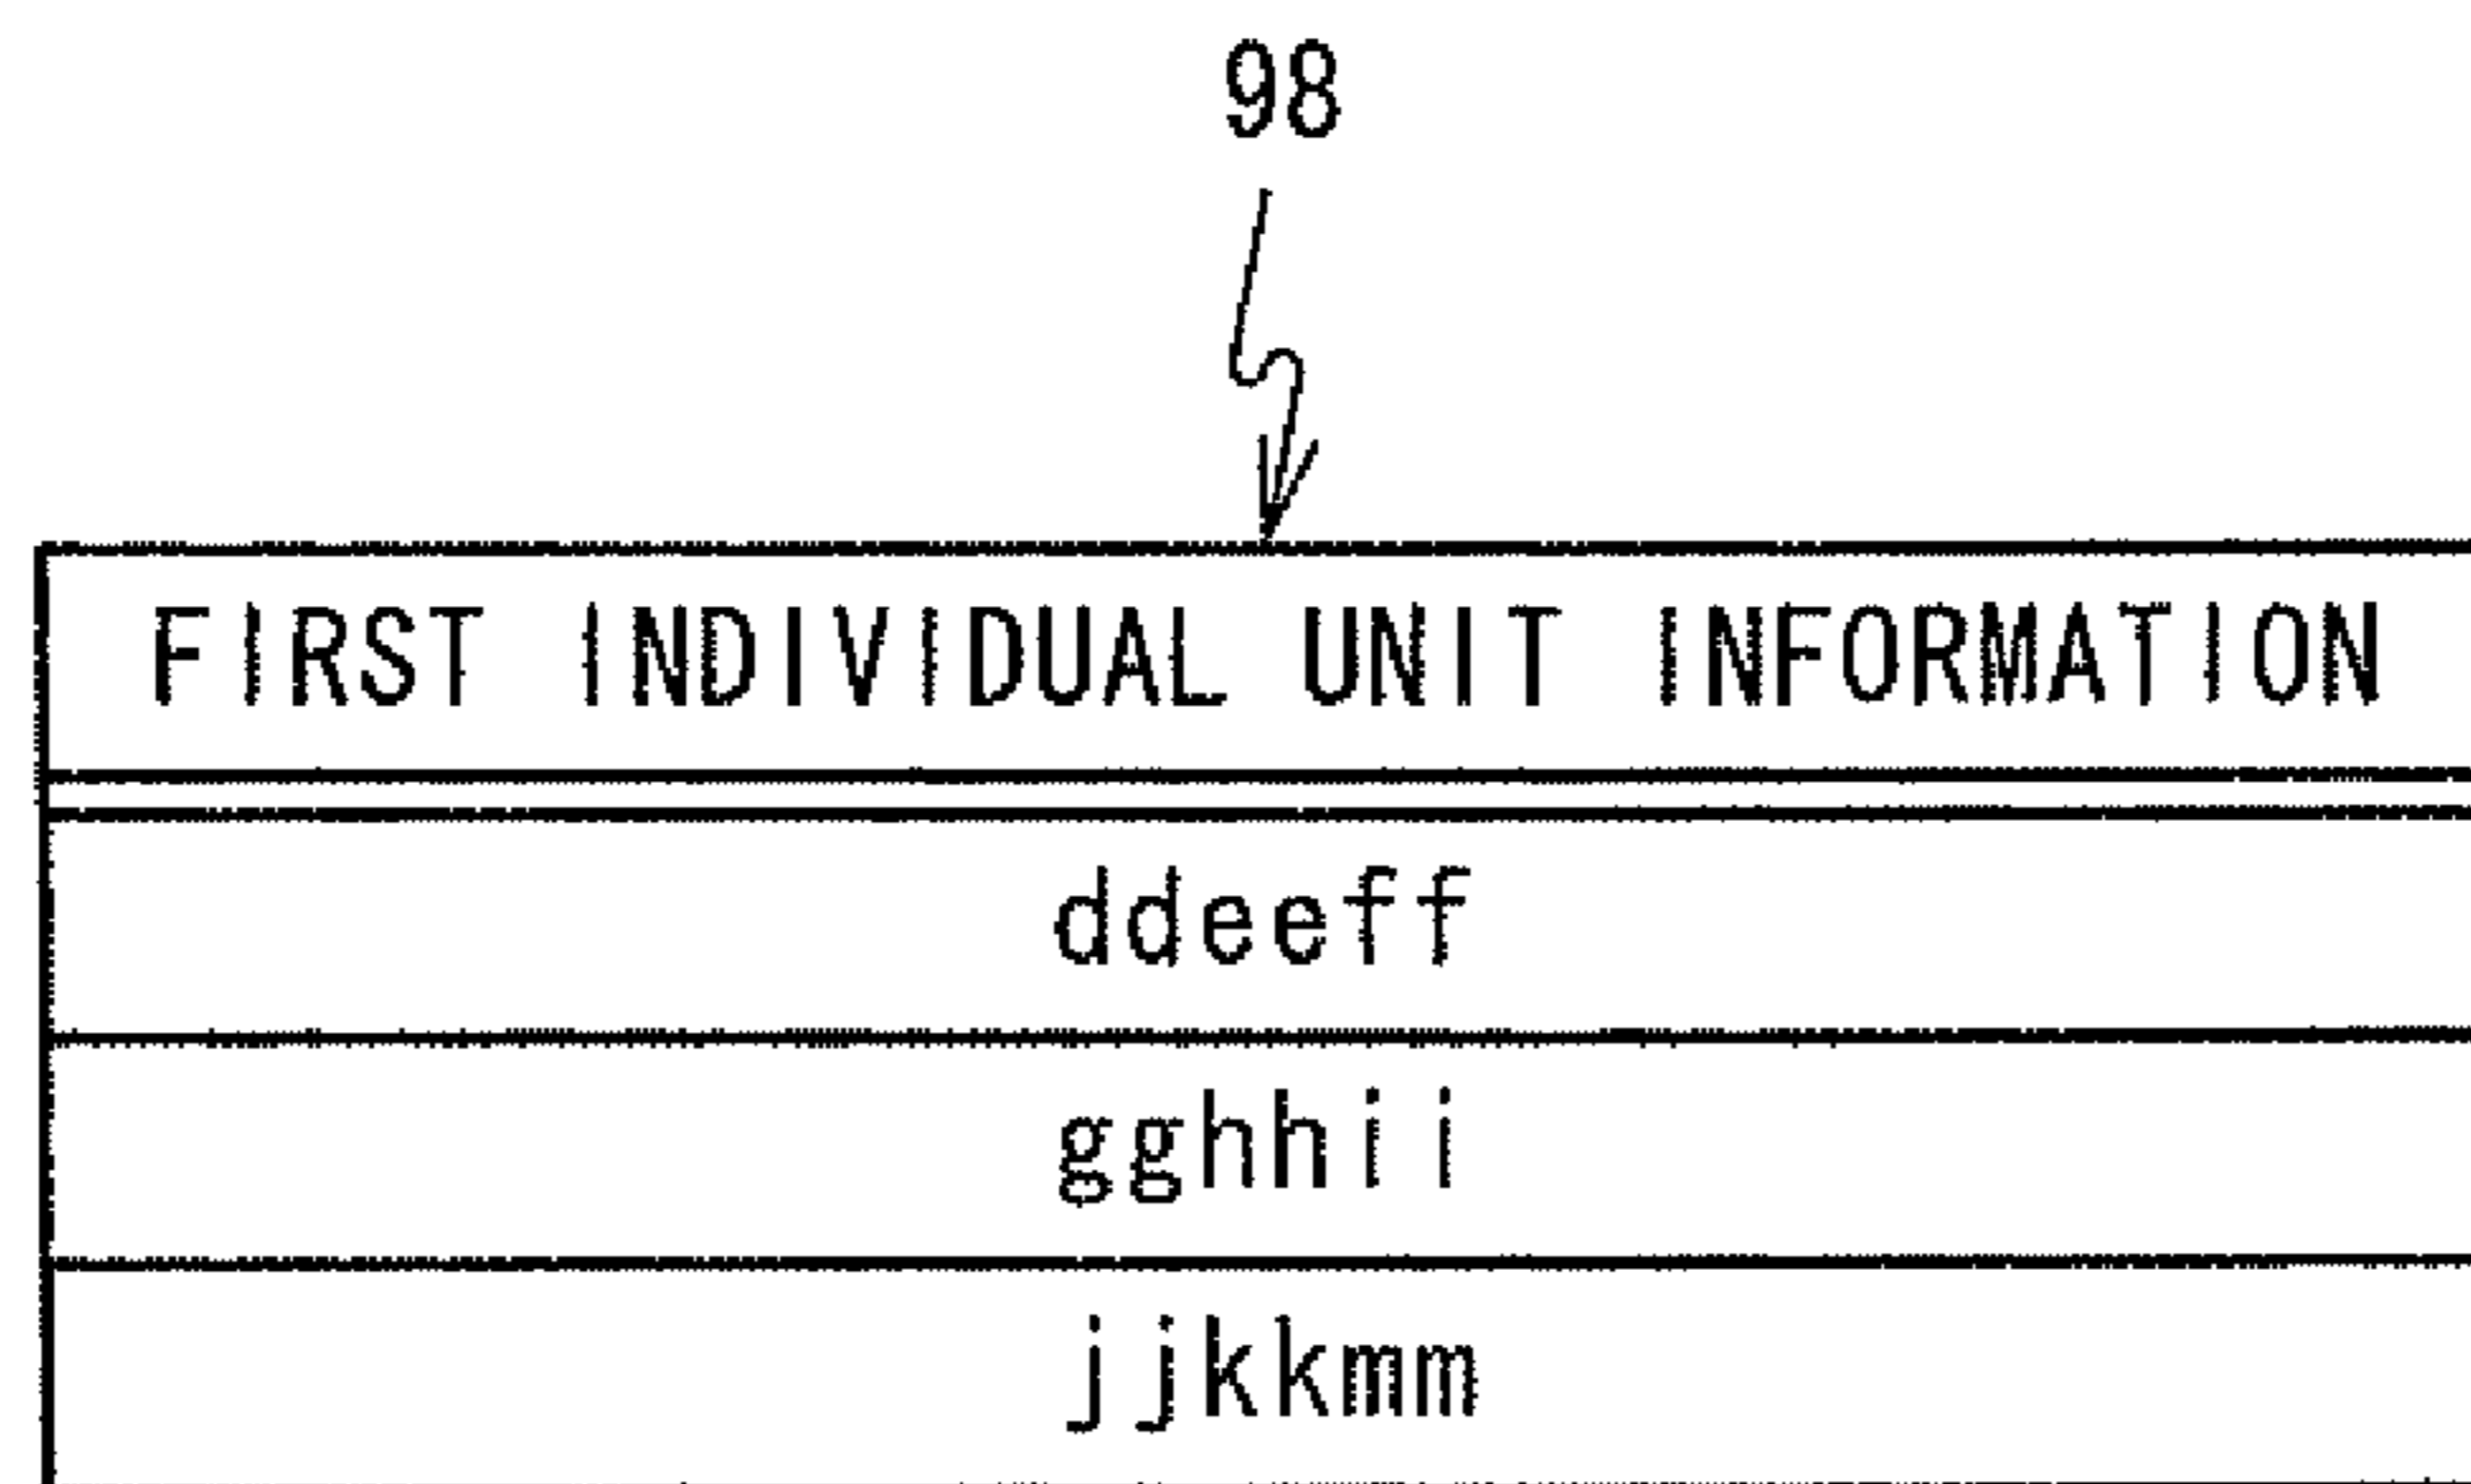 98
FIRST INDIVIDUAL UNIT INFORMATION
ddeeff
gghhii
jjkkmm